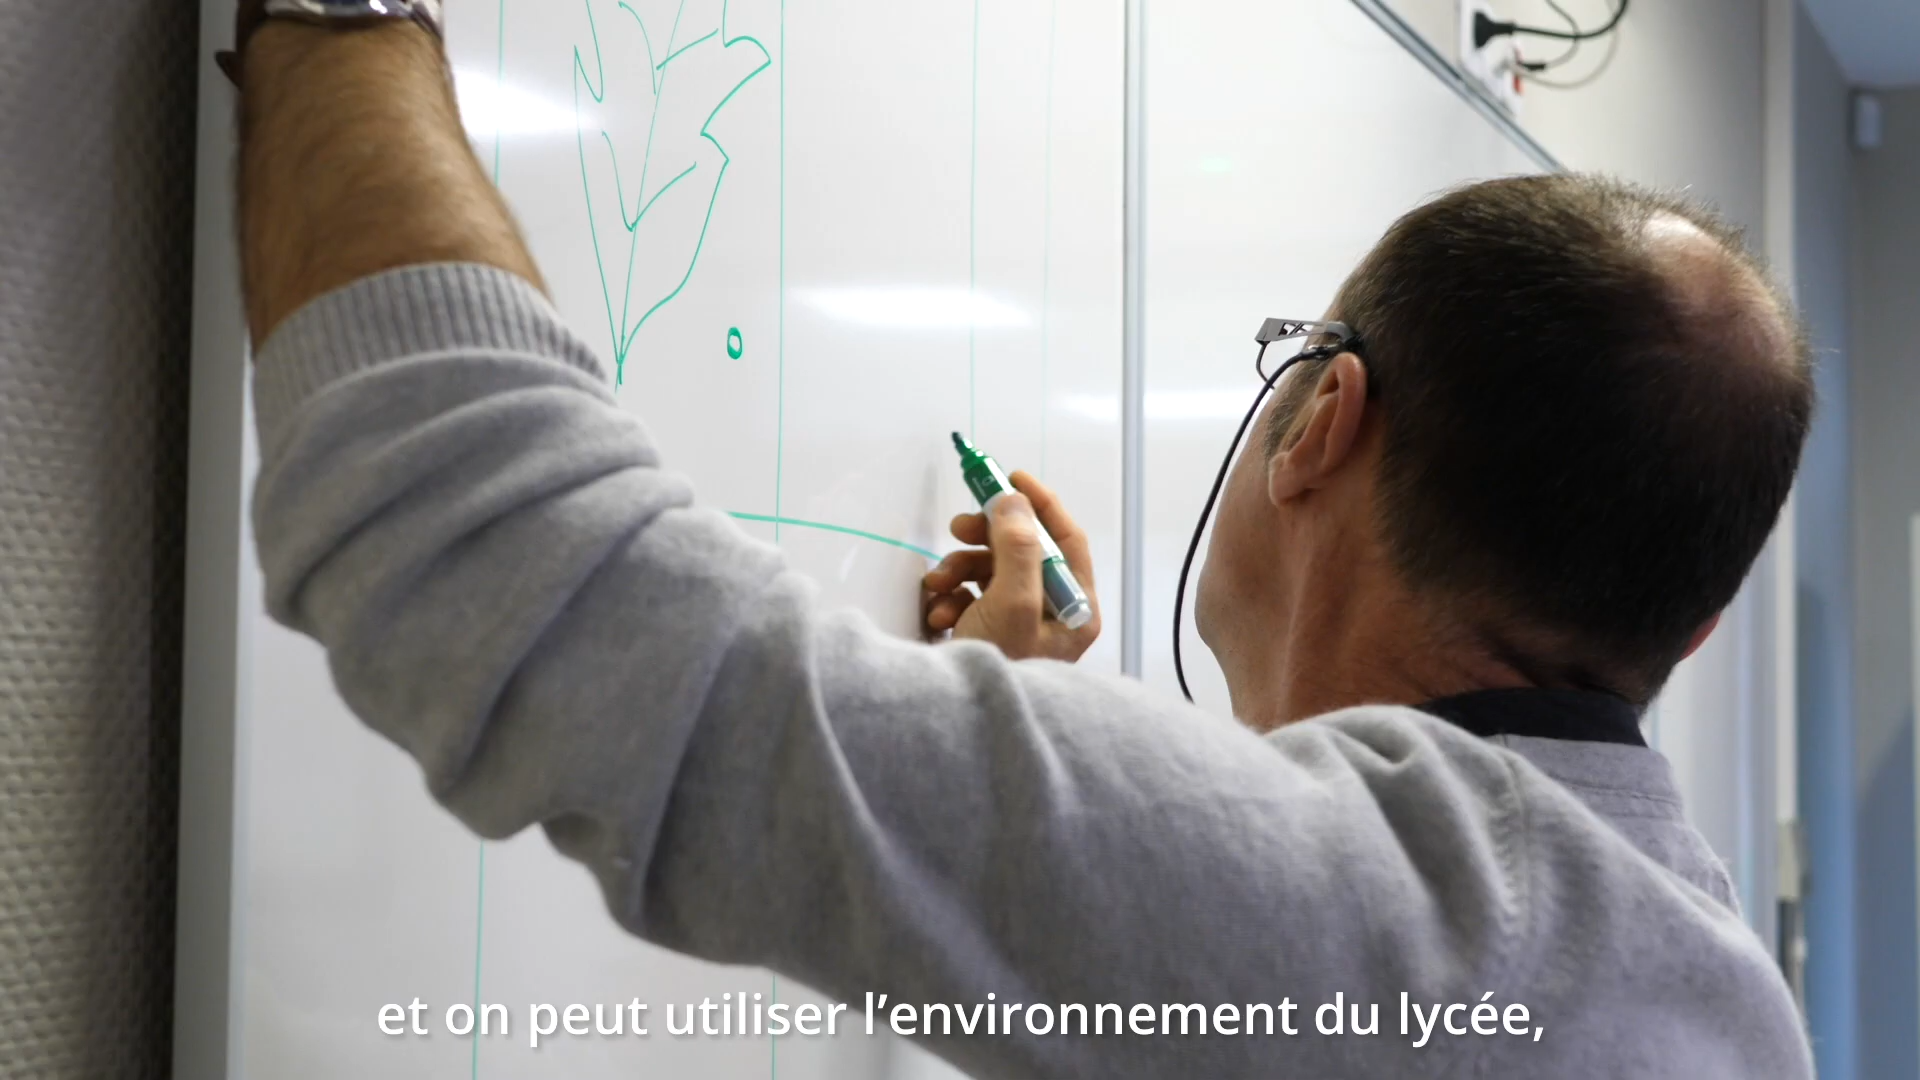 et on peut utiliser l’environnement du lycée,